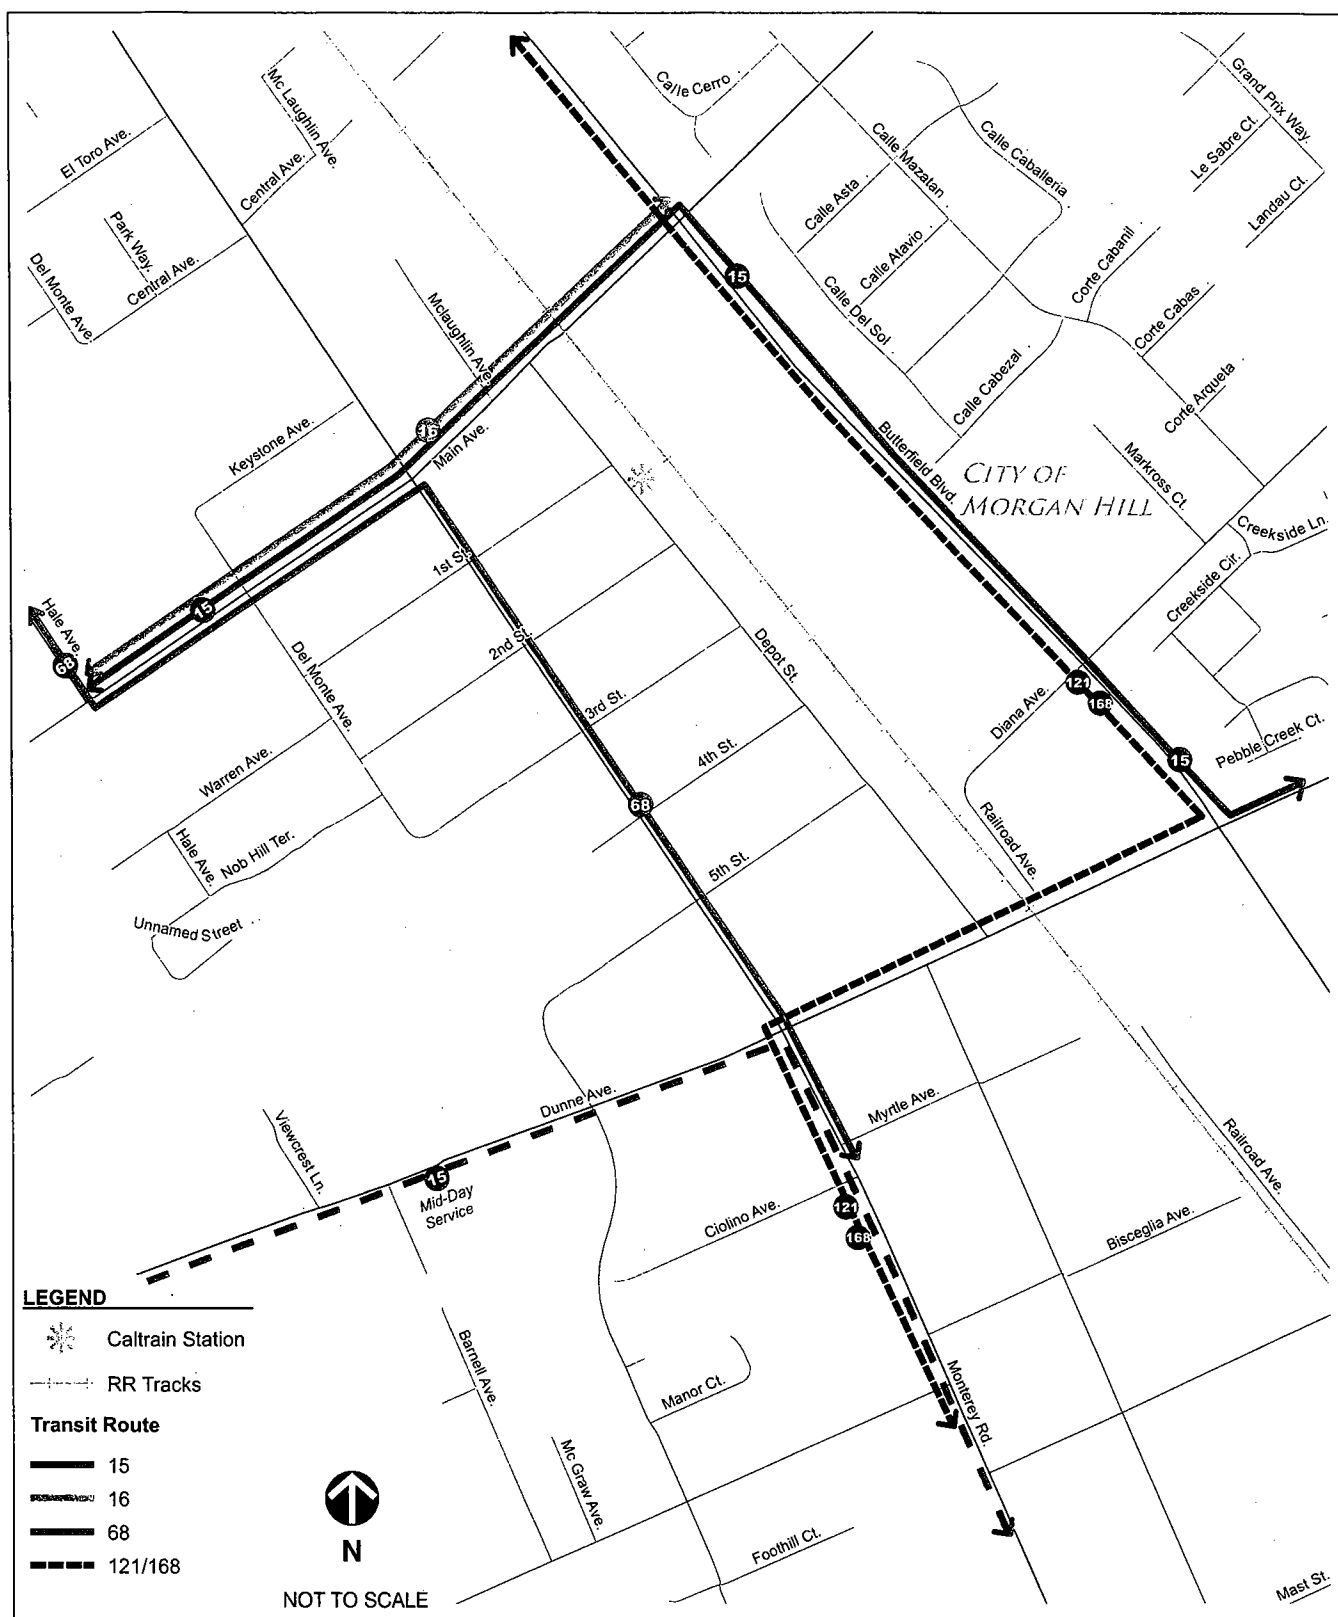 Calle Cerro
Grand Prix Way.
Mc Laughlin Ave.
El Toro Ave.
Central Ave.
Calle Mazatan
Calle Caballeria
Le Sabre Ct.
Landau Ct.
Calle Asta
Park Way.
Del Monte Ave.
Central Ave.
Calle Atavio
Corte Cabanil
Calle Del Sol
Corte Cabas
15
Mclaughlin Ave.
Calle Cabezal
Corte Arqueta
Keystone Ave.
16
Main Ave.
Butterfield Blvd.
CITY OF
MORGAN HILL
Markross Ct.
Creekside Ln.
Creekside Cir.
1st St.
15
Hale Ave.
68
2nd St.
Del Monte Ave.
Depot St.
3rd St.
121
168
Diana Ave.
4th St.
Warren Ave.
15
Pebble Creek Ct.
68
Hale Ave.
Nob Hill Ter.
Railroad Ave.
5th St.
Unnamed Street
Dunne Ave.
Myrtle Ave.
Viewcrest Ln.
Railroad Ave.
15
Mid-Day
Service
Ciolino Ave.
121
168
Bisceglia Ave.
Barnell Ave.
Manor Ct.
Monterey Rd.
Mc Graw Ave.
Foothill Ct.
Mast St.
LEGEND
Caltrain Station
RR Tracks
Transit Route
15
16
68
121/168
N
NOT TO SCALE